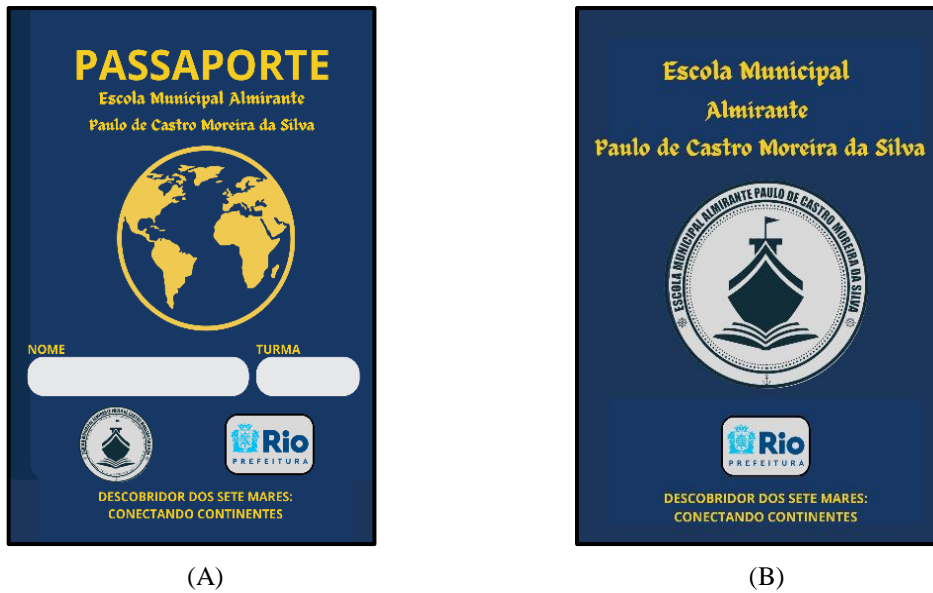 PASSAPORTE
Escola Municipal Almirante
Paulo de Castro Moreira da Silva
NOME
TURMA
Rio
PREFEITURA
DESCOBRIDOR DOS SETE MARES:
CONECTANDO CONTINENTES
(A)
Escola Municipal
Almirante
Paulo de Castro Moreira da Silva
ESCOLA MUNICIPAL ALMIRANTE PAULO DE CASTRO MOREIRA DA SILVA
Rio
PREFEITURA
DESCOBRIDOR DOS SETE MARES:
CONECTANDO CONTINENTES
(B)